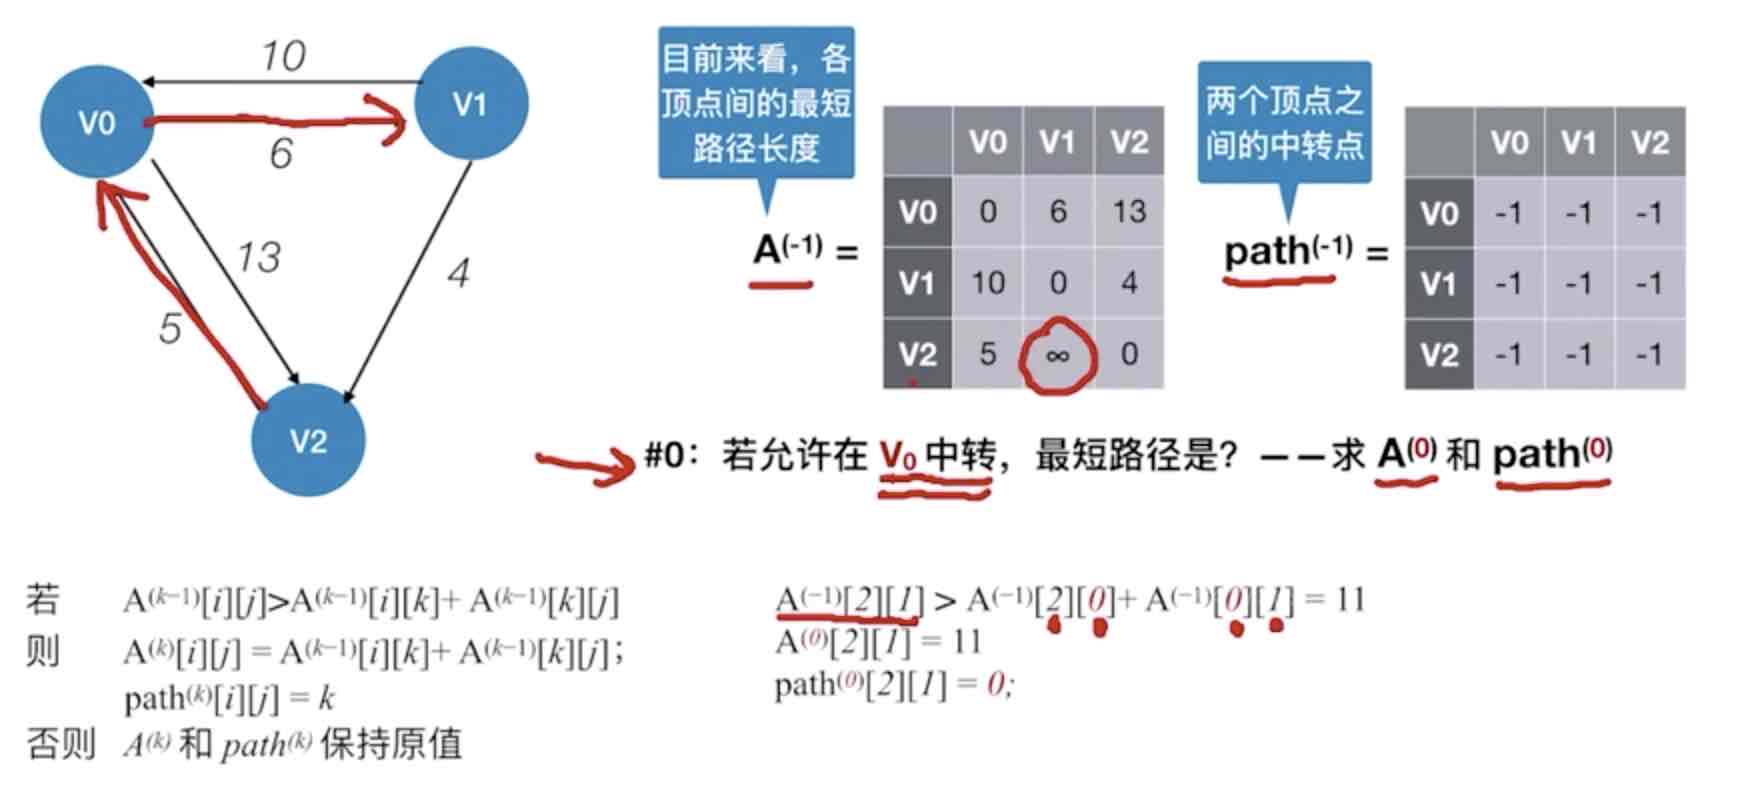 10
V0
V1
6
13
4
5
V2
目前来看，各
顶点间的最短
路径长度
A(-1) =
V0 V1 V2
V0 0 6 13
V1 10 0 4
V2 5 ∞ 0
两个顶点之
间的中转点
path(-1) =
V0 V1 V2
V0 -1 -1 -1
V1 -1 -1 -1
V2 -1 -1 -1
#0：若允许在 V0 中转，最短路径是？——求 A(0) 和 path(0)
若 A(k−1)[i][j]>A(k−1)[i][k]+ A(k−1)[k][j]
则 A(k)[i][j] = A(k−1)[i][k]+ A(k−1)[k][j];
path(k)[i][j] = k
否则 A(k) 和 path(k) 保持原值
A(−1)[2][1] > A(−1)[2][0]+ A(−1)[0][1] = 11
A(0)[2][1] = 11
path(0)[2][1] = 0;